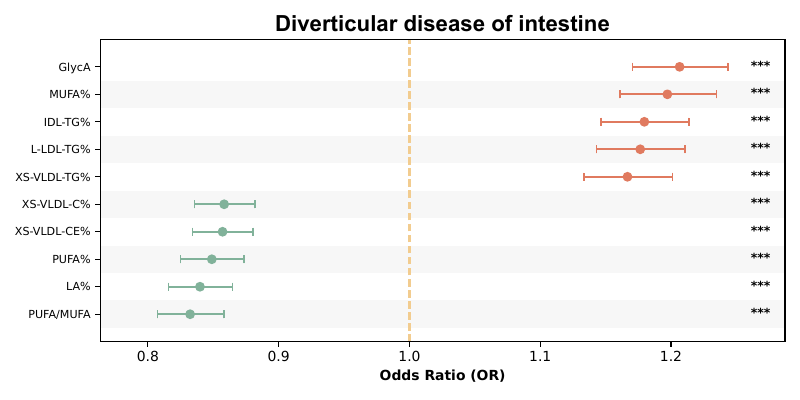 Diverticular disease of intestine
GlycA ***
MUFA% ***
IDL-TG% ***
L-LDL-TG% ***
XS-VLDL-TG% ***
XS-VLDL-C% ***
XS-VLDL-CE% ***
PUFA% ***
LA% ***
PUFA/MUFA ***
0.8 0.9 1.0 1.1 1.2
Odds Ratio (OR)